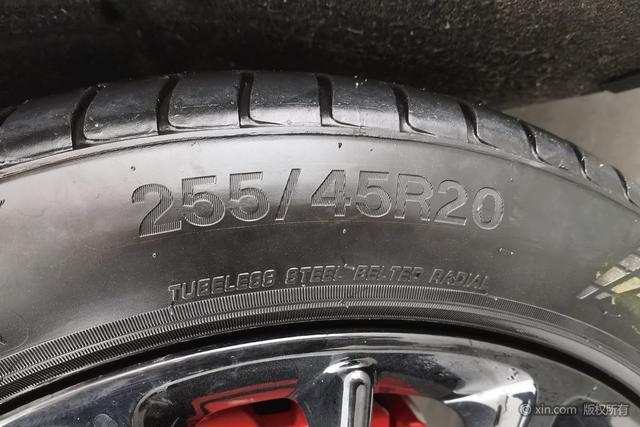 255/45R20
TUBELESS STEEL BELTED RADIAL
xin.com 版权所有